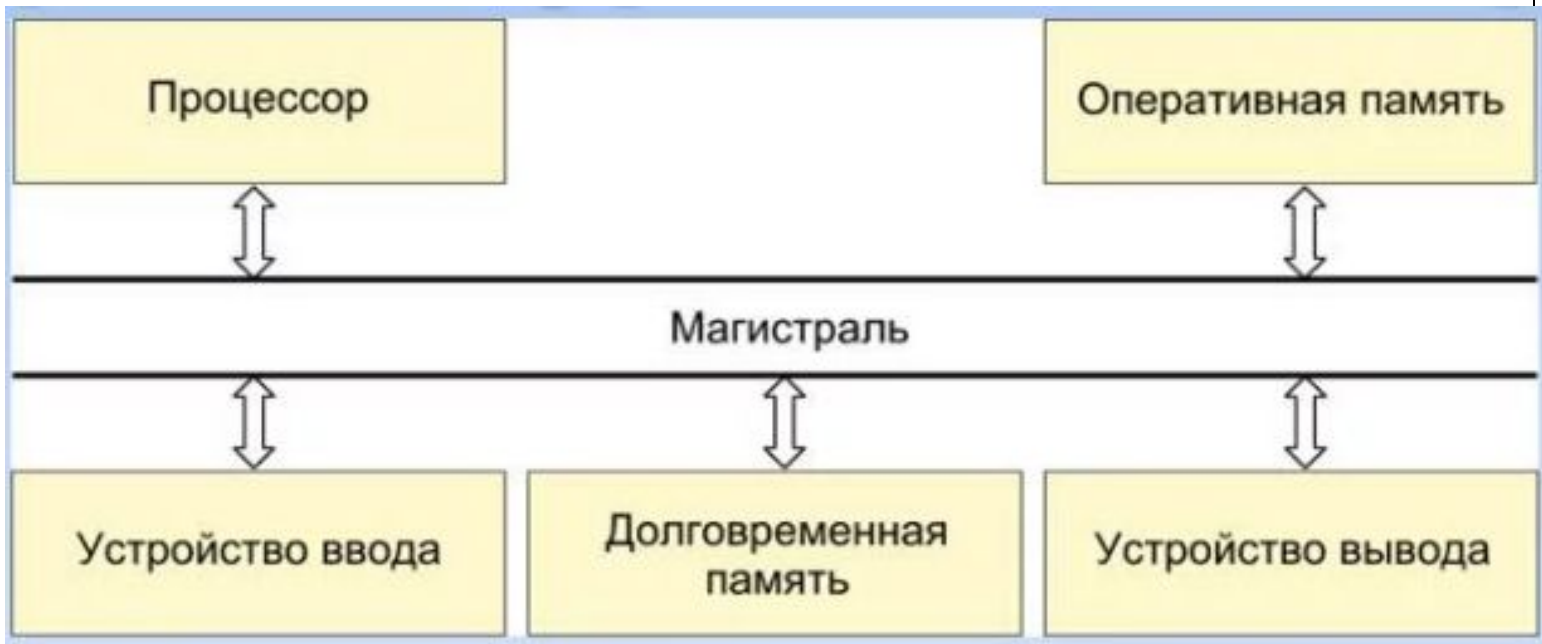 Процессор
Оперативная память
Магистраль
Устройство ввода
Долговременная
память
Устройство вывода